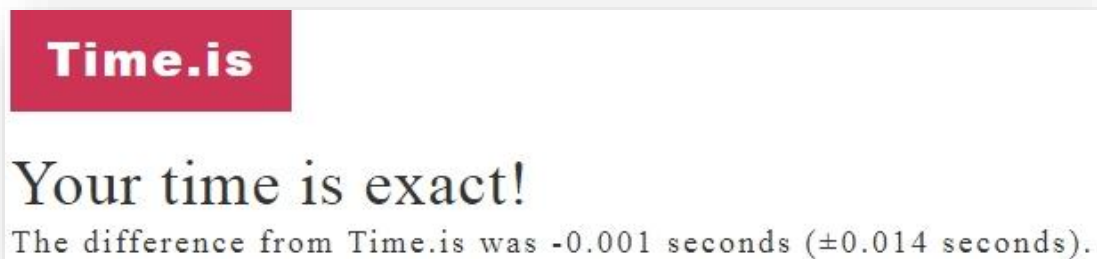 Time.is
Your time is exact!
The difference from Time.is was -0.001 seconds (±0.014 seconds).